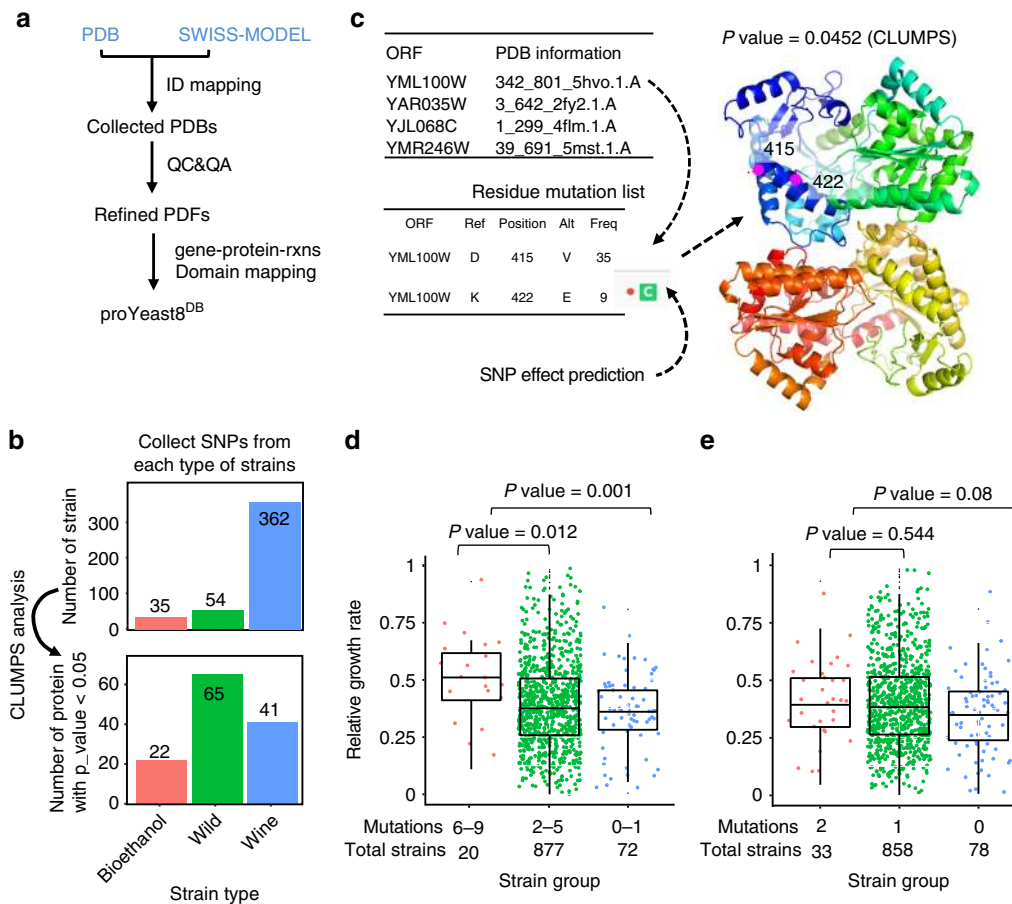 a
PDB SWISS-MODEL
ID mapping
Collected PDBs
QC&QA
Refined PDFs
gene-protein-rxns
Domain mapping
proYeast8DB
b
Collect SNPs from
each type of strains
CLUMPS analysis
Number of strain
300
200
100
0
35
54
362
Number of protein
with p_value < 0.05
60
40
20
0
22
65
41
Bioethanol
Wild
Wine
Strain type
c
ORF PDB information
YML100W 342_801_5hvo.1.A
YAR035W 3_642_2fy2.1.A
YJL068C 1_299_4flm.1.A
YMR246W 39_691_5mst.1.A
Residue mutation list
ORF Ref Position Alt Freq
YML100W D 415 V 35
YML100W K 422 E 9
C
SNP effect prediction
P value = 0.0452 (CLUMPS)
415
422
d
P value = 0.001
P value = 0.012
Relative growth rate
1
0.75
0.5
0.25
0
Mutations 6–9 2–5 0–1
Total strains 20 877 72
Strain group
e
P value = 0.08
P value = 0.544
1
0.75
0.5
0.25
0
Mutations 2 1 0
Total strains 33 858 78
Strain group